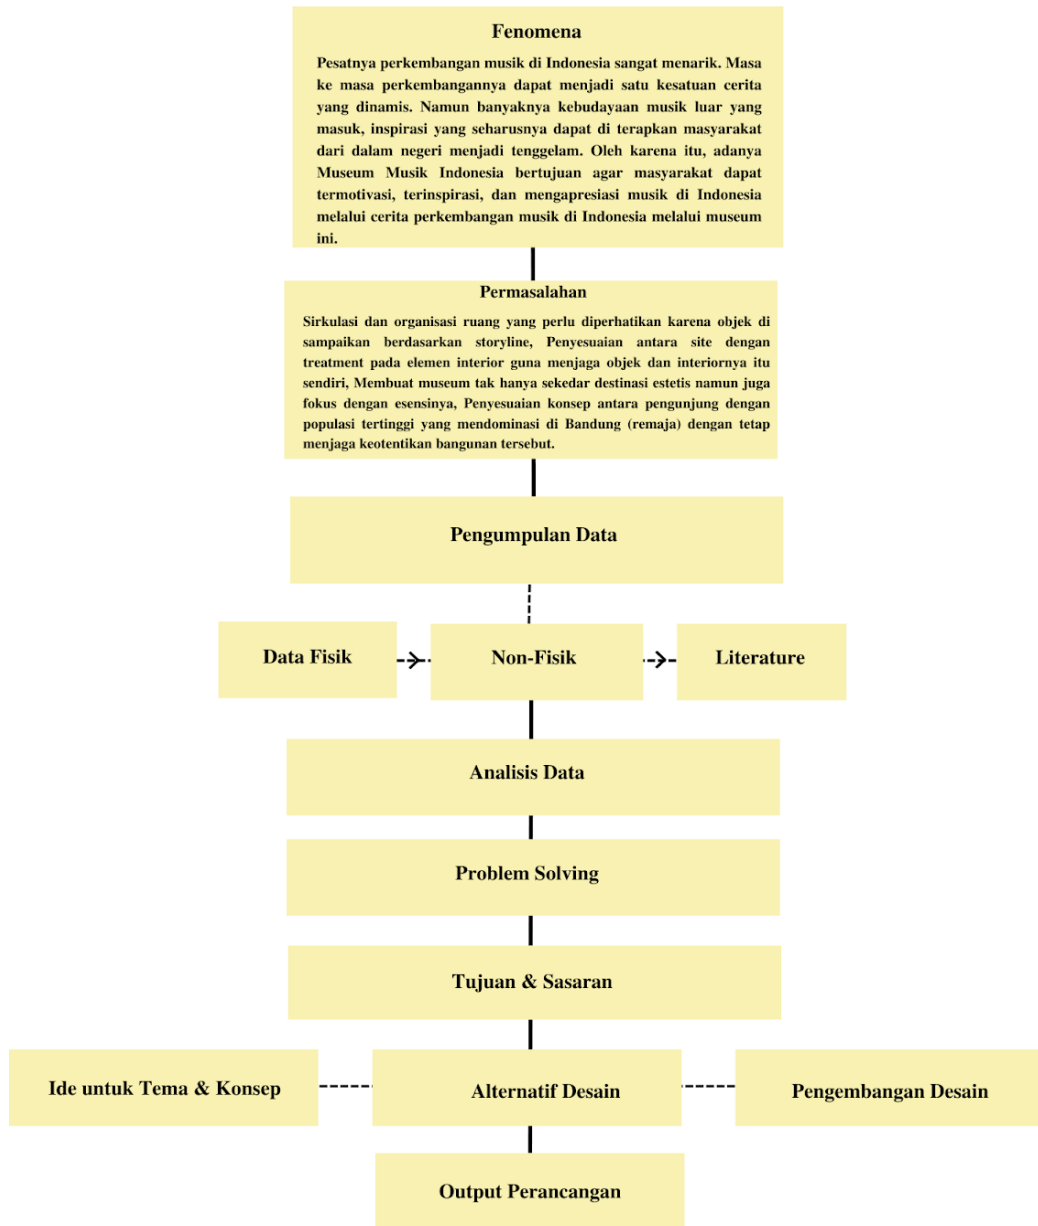 Fenomena
Pesatnya perkembangan musik di Indonesia sangat menarik. Masa
ke masa perkembangannya dapat menjadi satu kesatuan cerita
yang dinamis. Namun banyaknya kebudayaan musik luar yang
masuk, inspirasi yang seharusnya dapat di terapkan masyarakat
dari dalam negeri menjadi tenggelam. Oleh karena itu, adanya
Museum Musik Indonesia bertujuan agar masyarakat dapat
termotivasi, terinspirasi, dan mengapresiasi musik di Indonesia
melalui cerita perkembangan musik di Indonesia melalui museum
ini.
Permasalahan
Sirkulasi dan organisasi ruang yang perlu diperhatikan karena objek di
sampaikan berdasarkan storyline, Penyesuaian antara site dengan
treatment pada elemen interior guna menjaga objek dan interiornya itu
sendiri, Membuat museum tak hanya sekedar destinasi estetis namun juga
fokus dengan esensinya, Penyesuaian konsep antara pengunjung dengan
populasi tertinggi yang mendominasi di Bandung (remaja) dengan tetap
menjaga keotentikan bangunan tersebut.
Pengumpulan Data
Data Fisik
Non-Fisik
Literature
Analisis Data
Problem Solving
Tujuan & Sasaran
Ide untuk Tema & Konsep
Alternatif Desain
Pengembangan Desain
Output Perancangan